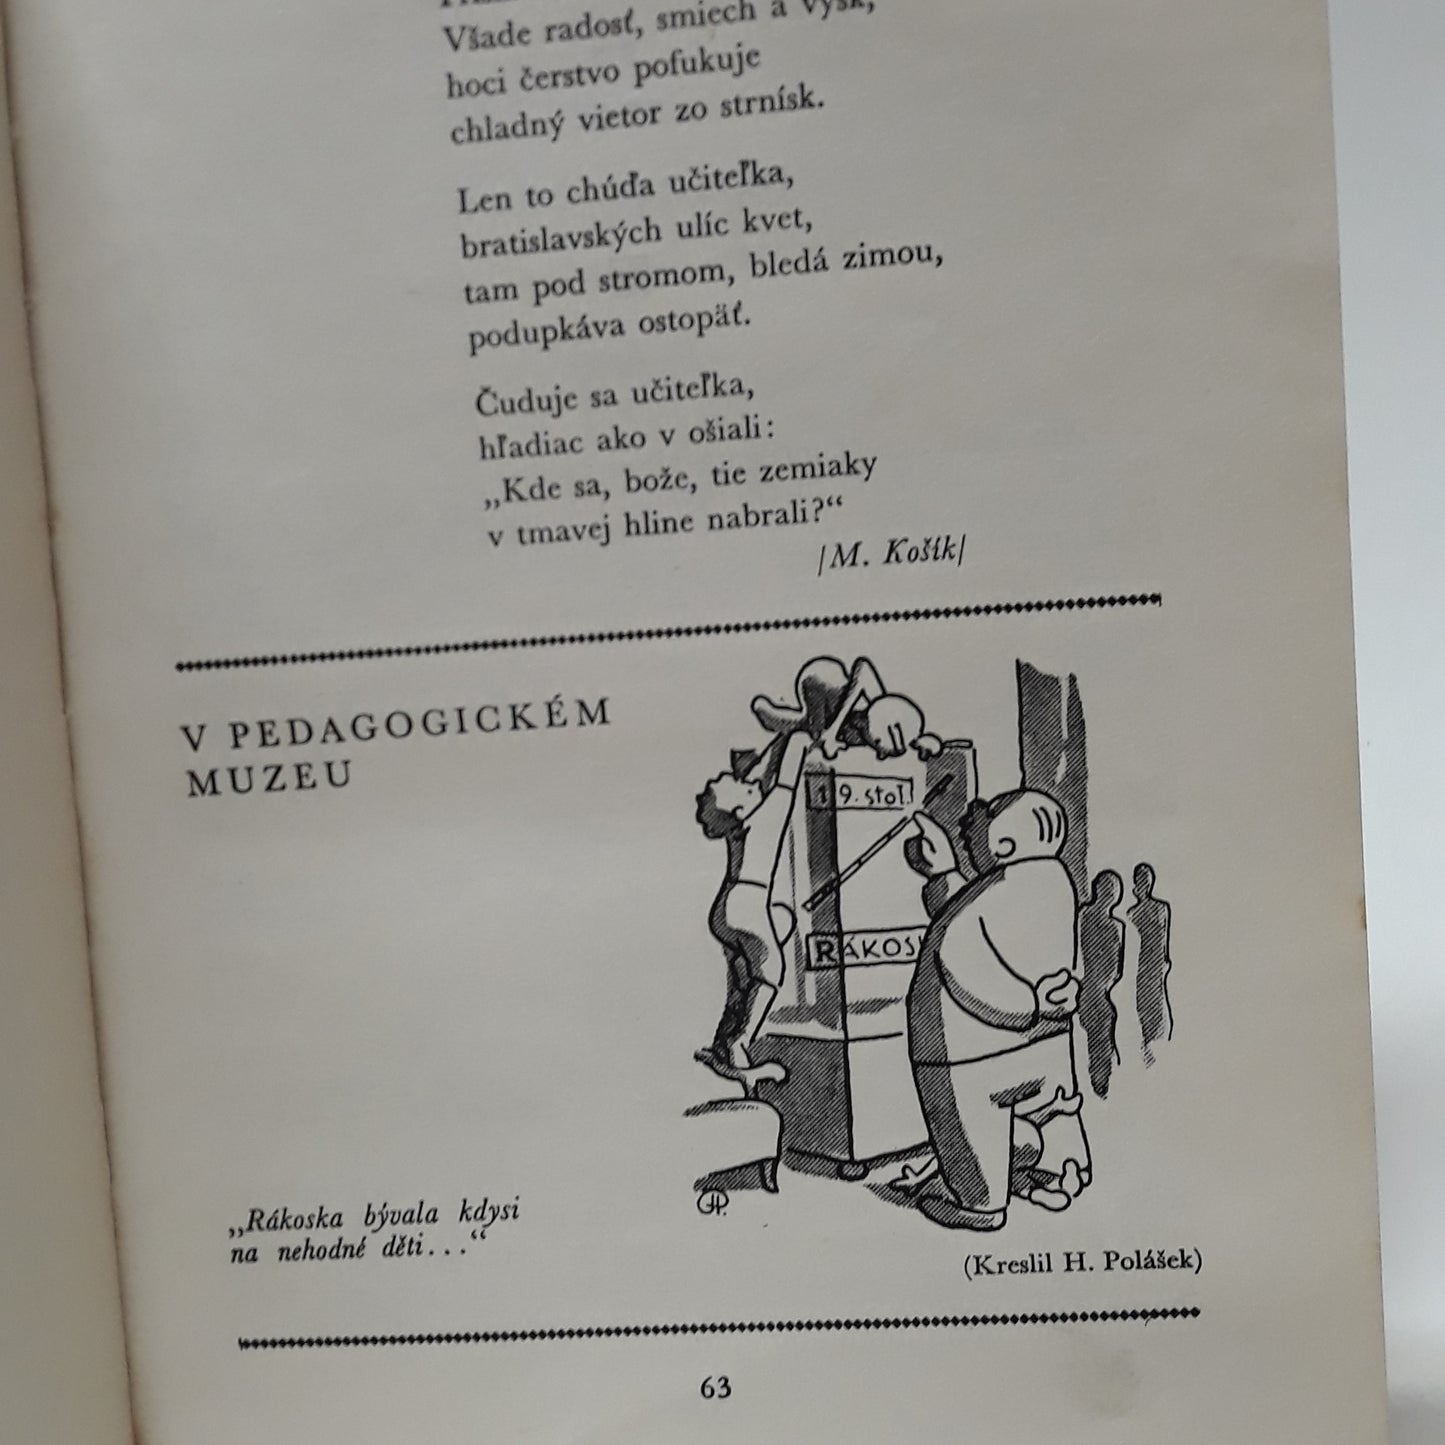 Všade radosť, smiech a výsk,
hoci čerstvo pofukuje
chladný vietor zo strnísk.
Len to chúďa učiteľka,
bratislavských ulíc kvet,
tam pod stromom, bledá zimou,
podupkáva ostopäť.
Čuduje sa učiteľka,
hľadiac ako v ošiali:
„Kde sa, bože, tie zemiaky
v tmavej hline nabrali?“
/M. Košík/
V PEDAGOGICKÉM
MUZEU
19. stol.
RÁKOS
„Rákoska bývala kdysi
na nehodné děti...“
HP.
(Kreslil H. Polášek)
63